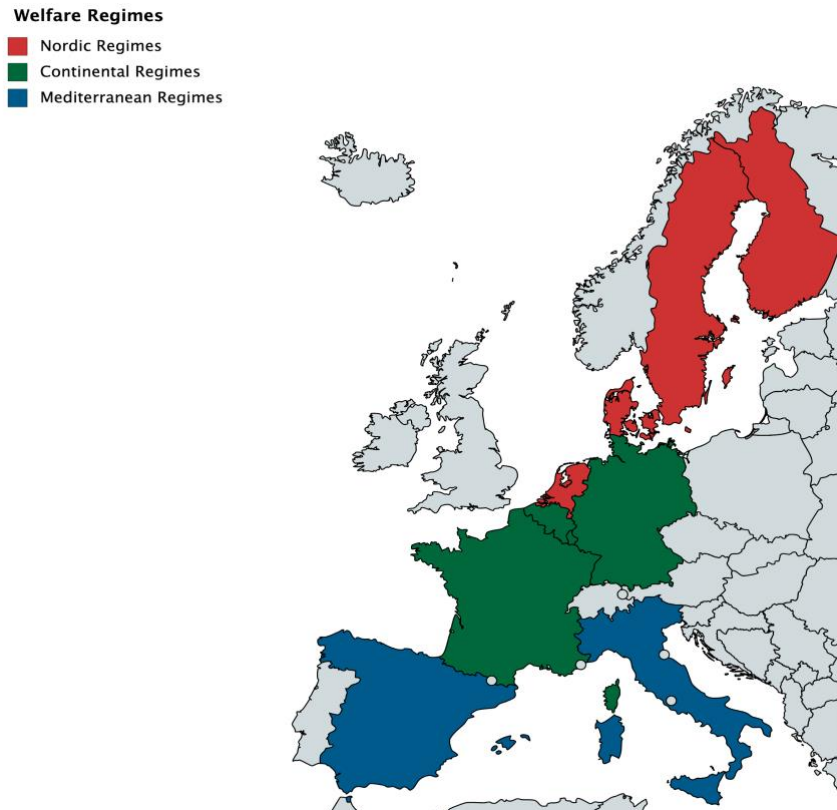 Welfare Regimes
Nordic Regimes
Continental Regimes
Mediterranean Regimes